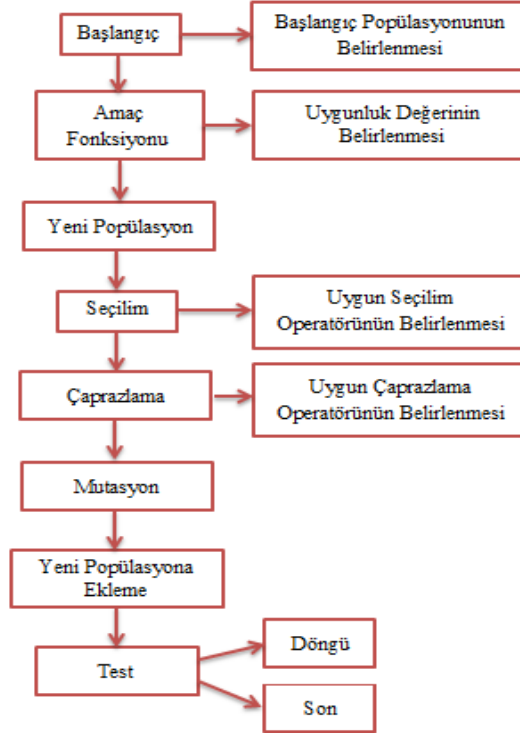 Başlangıç
Başlangıç Popülasyonunun
Belirlenmesi
Amaç
Fonksiyonu
Uygunluk Değerinin
Belirlenmesi
Yeni Popülasyon
Seçilim
Uygun Seçilim
Operatörünün Belirlenmesi
Çaprazlama
Uygun Çaprazlama
Operatörünün Belirlenmesi
Mutasyon
Yeni Popülasyona
Ekleme
Test
Döngü
Son